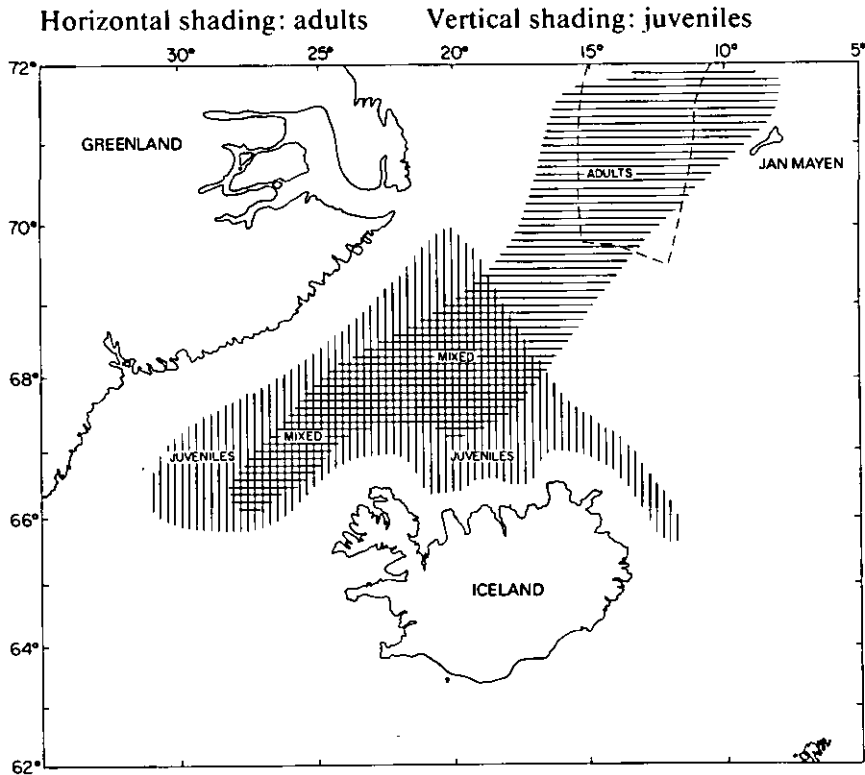 Horizontal shading: adults Vertical shading: juveniles
30° 25° 20° 15° 10° 5°
72°
GREENLAND
JAN MAYEN
ADULTS
70°
MIXED
68°
MIXED
JUVENILES JUVENILES
66°
ICELAND
64°
62°